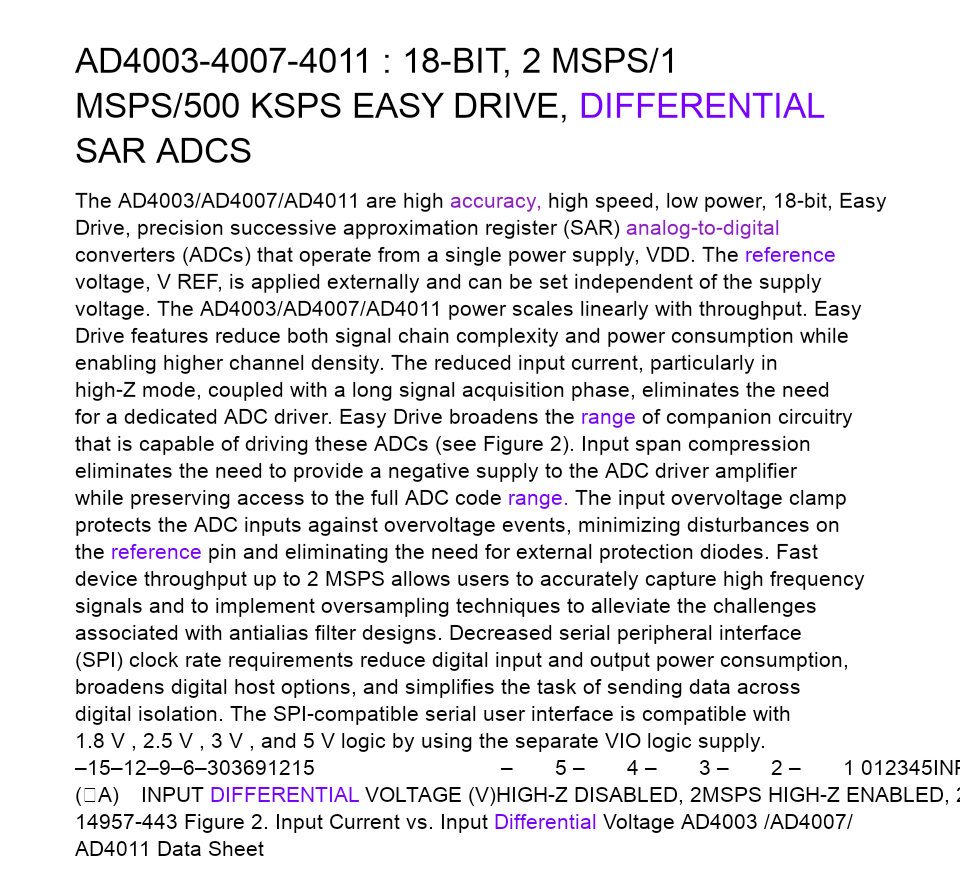 AD4003-4007-4011 : 18-BIT, 2 MSPS/1
MSPS/500 KSPS EASY DRIVE, DIFFERENTIAL
SAR ADCS
The AD4003/AD4007/AD4011 are high accuracy, high speed, low power, 18-bit, Easy
Drive, precision successive approximation register (SAR) analog-to-digital
converters (ADCs) that operate from a single power supply, VDD. The reference
voltage, V REF, is applied externally and can be set independent of the supply
voltage. The AD4003/AD4007/AD4011 power scales linearly with throughput. Easy
Drive features reduce both signal chain complexity and power consumption while
enabling higher channel density. The reduced input current, particularly in
high-Z mode, coupled with a long signal acquisition phase, eliminates the need
for a dedicated ADC driver. Easy Drive broadens the range of companion circuitry
that is capable of driving these ADCs (see Figure 2). Input span compression
eliminates the need to provide a negative supply to the ADC driver amplifier
while preserving access to the full ADC code range. The input overvoltage clamp
protects the ADC inputs against overvoltage events, minimizing disturbances on
the reference pin and eliminating the need for external protection diodes. Fast
device throughput up to 2 MSPS allows users to accurately capture high frequency
signals and to implement oversampling techniques to alleviate the challenges
associated with antialias filter designs. Decreased serial peripheral interface
(SPI) clock rate requirements reduce digital input and output power consumption,
broadens digital host options, and simplifies the task of sending data across
digital isolation. The SPI-compatible serial user interface is compatible with
1.8 V , 2.5 V , 3 V , and 5 V logic by using the separate VIO logic supply.
–15–12–9–6–303691215 – 5 – 4 – 3 – 2 – 1 012345
(□A) INPUT DIFFERENTIAL VOLTAGE (V)HIGH-Z DISABLED, 2MSPS HIGH-Z ENABLED,
14957-443 Figure 2. Input Current vs. Input Differential Voltage AD4003 /AD4007/
AD4011 Data Sheet